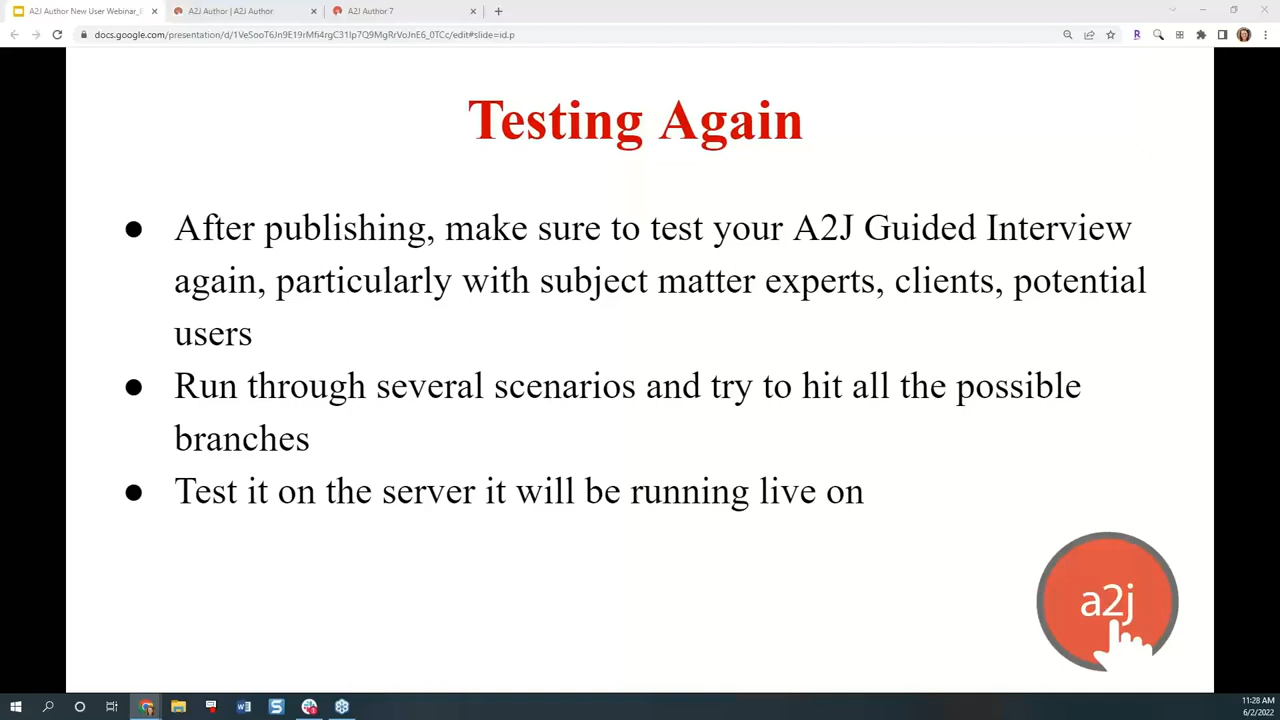 A2J Author New User Webinar_
A2J Author | A2J Author
A2J Author 7
docs.google.com/presentation/d/1VeSooT6Jn9E19rMfi4rgC31lp7Q9MgRrVoJnE6_0TCc/edit#slide=id.p
Testing Again
● After publishing, make sure to test your A2J Guided Interview
again, particularly with subject matter experts, clients, potential
users
● Run through several scenarios and try to hit all the possible
branches
● Test it on the server it will be running live on
a2j
11:28 AM
6/2/2022